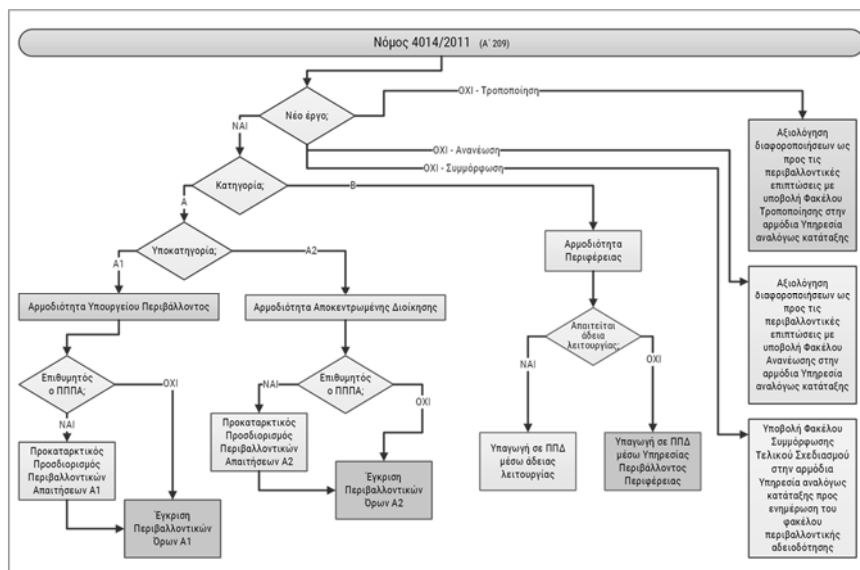 Νόμος 4014/2011 (Α΄ 209)
Νέο έργο;
ΟΧΙ - Τροποποίηση
ΝΑΙ
ΟΧΙ - Ανανέωση
ΟΧΙ - Συμμόρφωση
Αξιολόγηση
διαφοροποιήσεων ως
προς τις
περιβαλλοντικές
επιπτώσεις με
υποβολή Φακέλου
Τροποποίησης στην
αρμόδια Υπηρεσία
αναλόγως κατάταξης
Κατηγορία;
Α
Β
Υποκατηγορία;
Α1
Α2
Αρμοδιότητα
Περιφέρειας
Αξιολόγηση
διαφοροποιήσεων ως
προς τις
περιβαλλοντικές
επιπτώσεις με
υποβολή Φακέλου
Ανανέωσης στην
αρμόδια Υπηρεσία
αναλόγως κατάταξης
Αρμοδιότητα Υπουργείου Περιβάλλοντος
Αρμοδιότητα Αποκεντρωμένης Διοίκησης
Απαιτείται
άδεια
λειτουργίας;
ΝΑΙ
ΟΧΙ
Επιθυμητός
ο ΠΠΠΑ;
ΟΧΙ
ΝΑΙ
Επιθυμητός
ο ΠΠΠΑ;
ΝΑΙ
ΟΧΙ
Προκαταρκτικός
Προσδιορισμός
Περιβαλλοντικών
Απαιτήσεων Α1
Προκαταρκτικός
Προσδιορισμός
Περιβαλλοντικών
Απαιτήσεων Α2
Υπαγωγή σε ΠΠΔ
μέσω άδειας
λειτουργίας
Υπαγωγή σε ΠΠΔ
μέσω Υπηρεσίας
Περιβάλλοντος
Περιφέρειας
Υποβολή Φακέλου
Συμμόρφωσης
Τελικού Σχεδιασμού
στην αρμόδια
Υπηρεσία αναλόγως
κατάταξης προς
ενημέρωση του
φακέλου
περιβαλλοντικής
αδειοδότησης
Έγκριση
Περιβαλλοντικών
Όρων Α1
Έγκριση
Περιβαλλοντικών
Όρων Α2